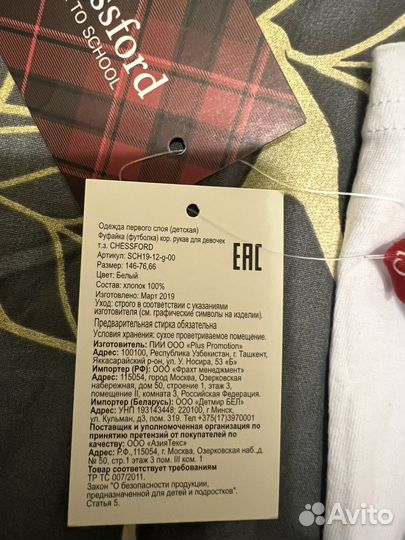 Chessford
TO SCHOOL
Одежда первого слоя (детская)
Фуфайка (футболка) кор. рукав для девочек
т.з. CHESSFORD
Артикул: SCH19-12-g-00
Размер: 146-76,66
Цвет: Белый
Состав: хлопок 100%
EAC
Изготовлено: Март 2019
Уход: строго в соответствии с указаниями
изготовителя (см. графические символы на изделии).
Предварительная стирка обязательна
Условия хранения: сухое проветриваемое помещение.
Изготовитель: ПИИ ООО «Plus Promotion»
Адрес: 100100, Республика Узбекистан, г. Ташкент,
Яккасарайский р-он, ул. У. Носира, 53 «Б»
Импортер (РФ): ООО «Фрахт менеджмент»
Адрес: 115054, город Москва, Озерковская
набережная, дом 50, строение 1, этаж 3,
помещение II, комната 3, Российская Федерация.
Импортер (Беларусь): ООО «Детмир БЕЛ»
Адрес: УНП 193143448; 220100, г Минск,
ул. Кульман, д3, пом. 319. Тел +375(17)3970001
Поставщик и уполномоченная организация по
принятию претензий от покупателей по
качеству: ООО «АзияТекс»
Адрес: Р.Ф.,115054, г. Москва, Озерковская наб.,д.
№ 50, стр.1 этаж 3 пом. III ком. 1
Товар соответствует требованиям
ТР ТС 007/2011.
Закон "О безопасности продукции,
предназначенной для детей и подростков".
Статья 5.
Avito